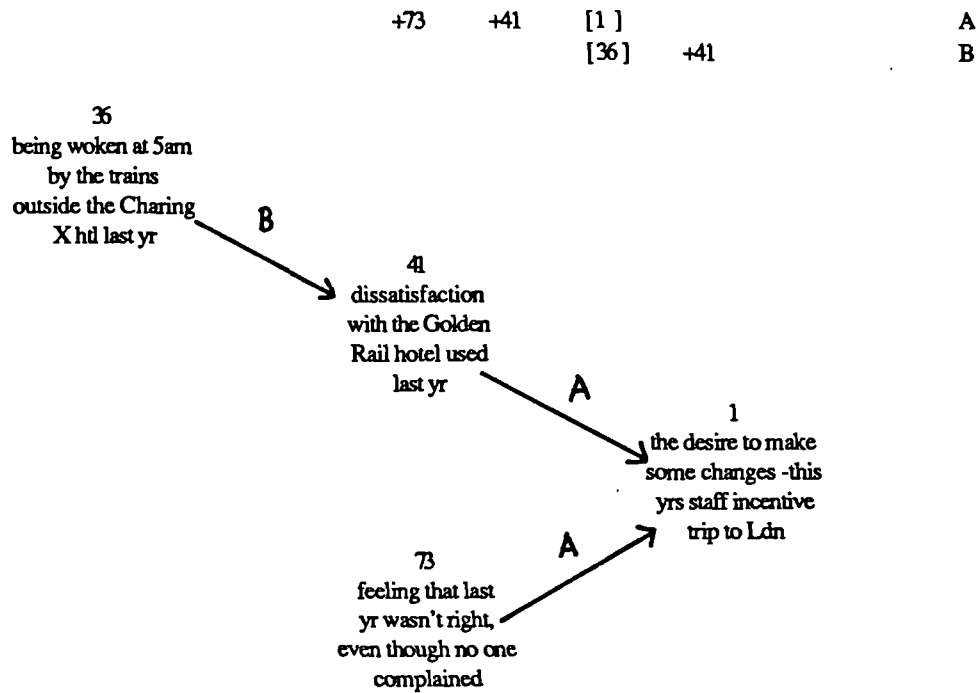 +73 +41 [1 ] A
[36] +41 B
36
being woken at 5am
by the trains
outside the Charing
X htl last yr
B
41
dissatisfaction
with the Golden
Rail hotel used
last yr
A
1
the desire to make
some changes -this
yrs staff incentive
trip to Ldn
A
73
feeling that last
yr wasn't right,
even though no one
complained